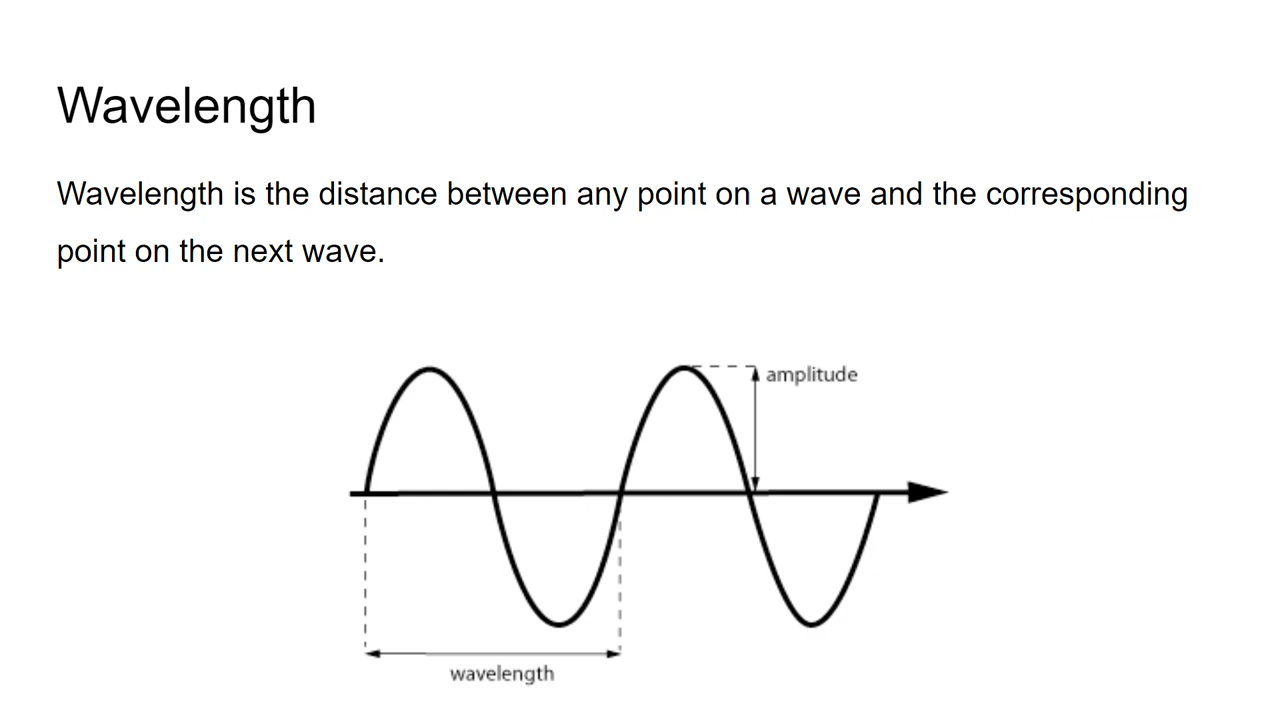 Wavelength
Wavelength is the distance between any point on a wave and the corresponding
point on the next wave.
amplitude
wavelength